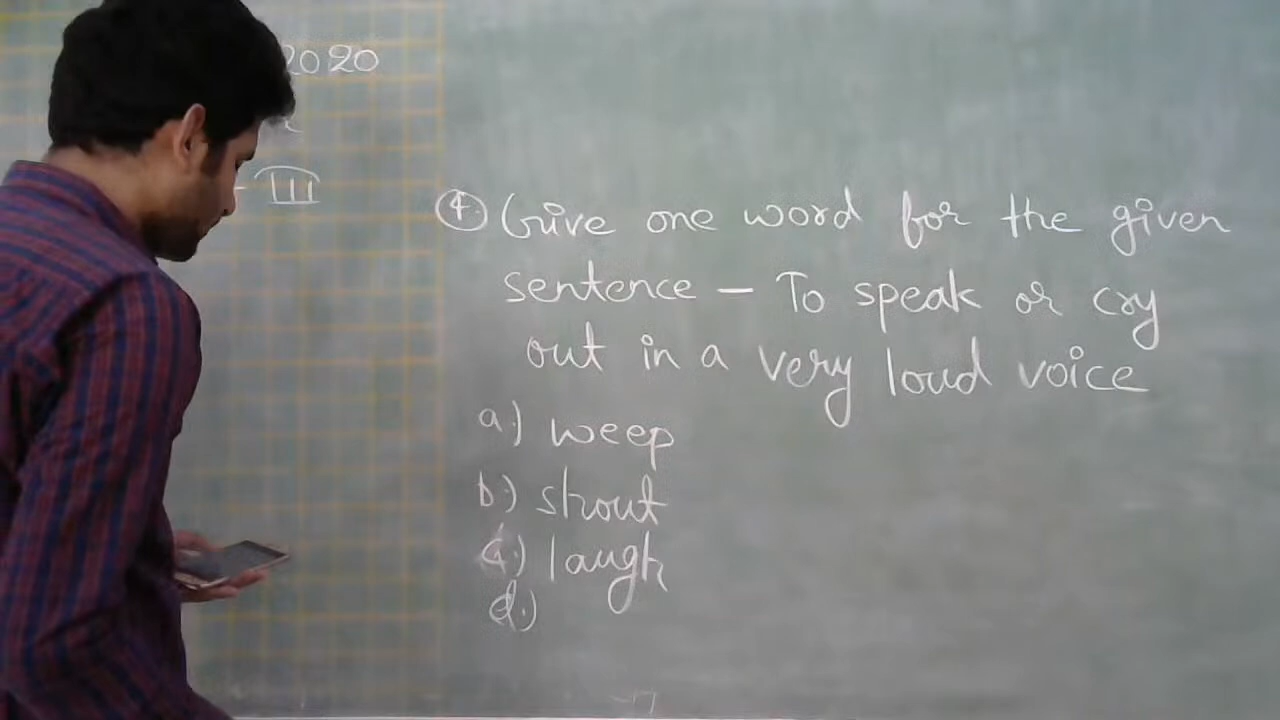 2020
- III
④ Give one word for the given
sentence - To speak or cry
out in a very loud voice
a.) weep
b.) shout
c.) laugh
d.)